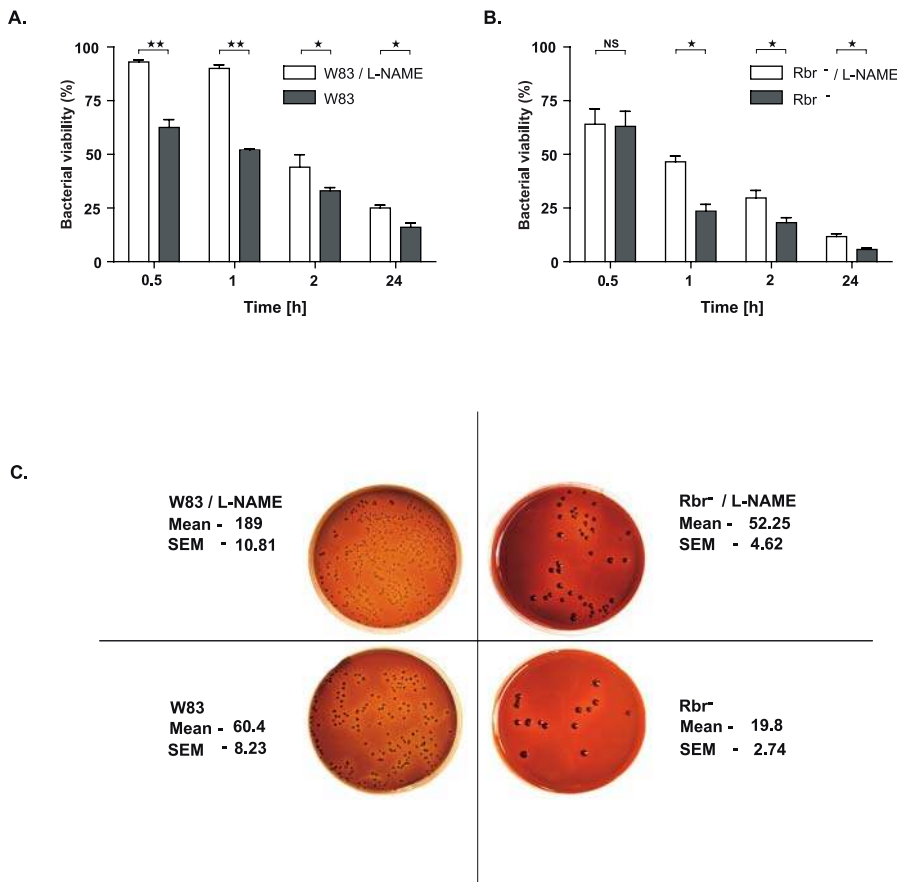 A.
★★ ★★ ★ ★
100
75
50
25
0
Bacterial viability (%)
W83 / L-NAME
W83
0.5 1 2 24
Time [h]
B.
NS ★ ★ ★
100
75
50
25
0
Bacterial viability (%)
Rbr ⁻ / L-NAME
Rbr ⁻
0.5 1 2 24
Time [h]
C.
W83 / L-NAME
Mean - 189
SEM - 10.81
Rbr⁻ / L-NAME
Mean - 52.25
SEM - 4.62
W83
Mean - 60.4
SEM - 8.23
Rbr⁻
Mean - 19.8
SEM - 2.74